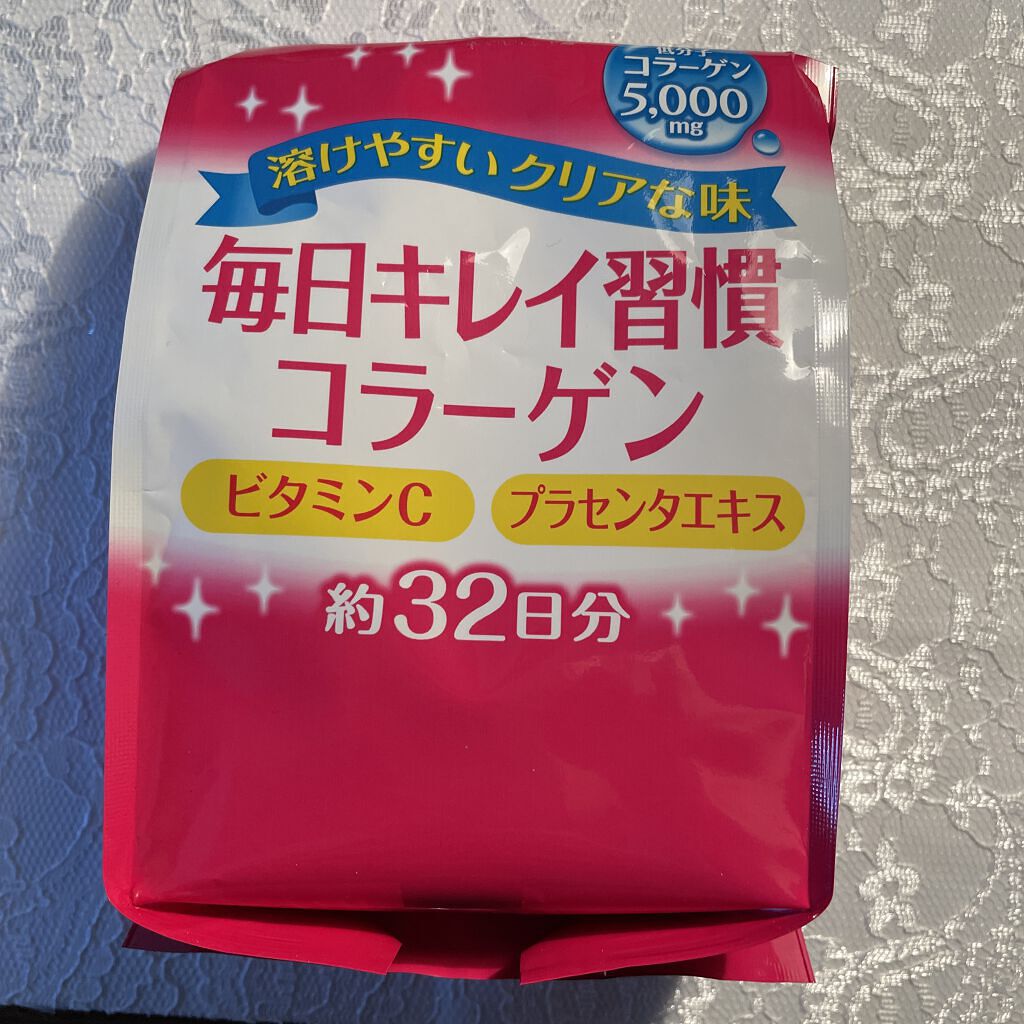 低分子
コラーゲン
5,000
mg
溶けやすい クリアな味
毎日キレイ習慣
コラーゲン
ビタミンC
プラセンタエキス
約32日分